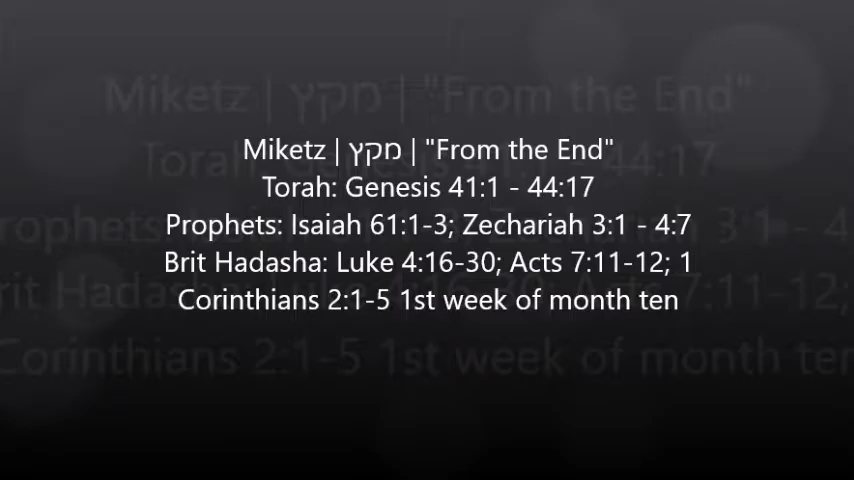 Miketz | מקץ | "From the End"
Torah: Genesis 41:1 - 44:17
Prophets: Isaiah 61:1-3; Zechariah 3:1 - 4:7
Brit Hadasha: Luke 4:16-30; Acts 7:11-12; 1
Corinthians 2:1-5 1st week of month ten